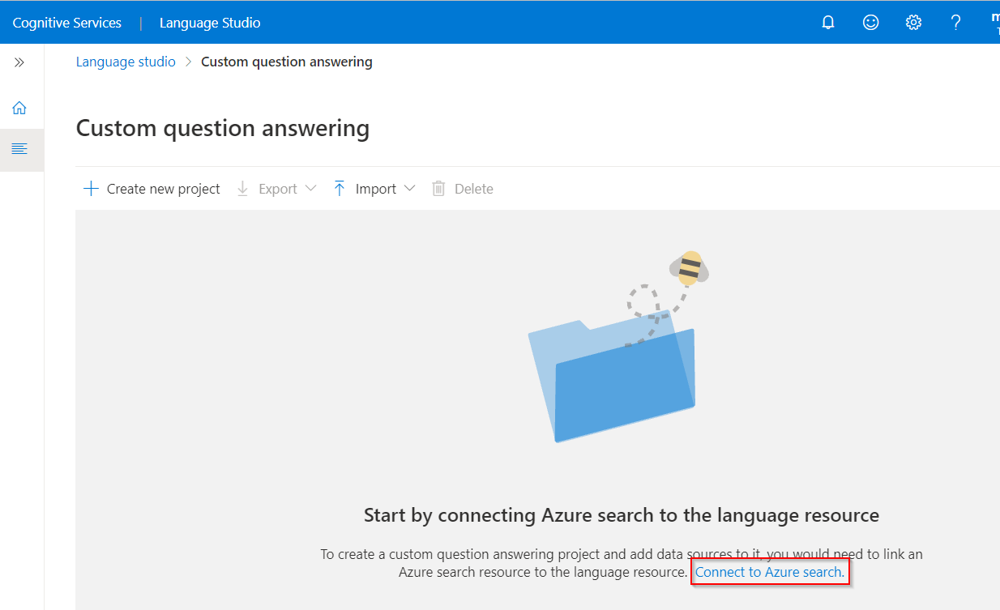 Cognitive Services | Language Studio
Language studio > Custom question answering
Custom question answering
Create new project Export Import Delete
Start by connecting Azure search to the language resource
To create a custom question answering project and add data sources to it, you would need to link an
Azure search resource to the language resource. Connect to Azure search.